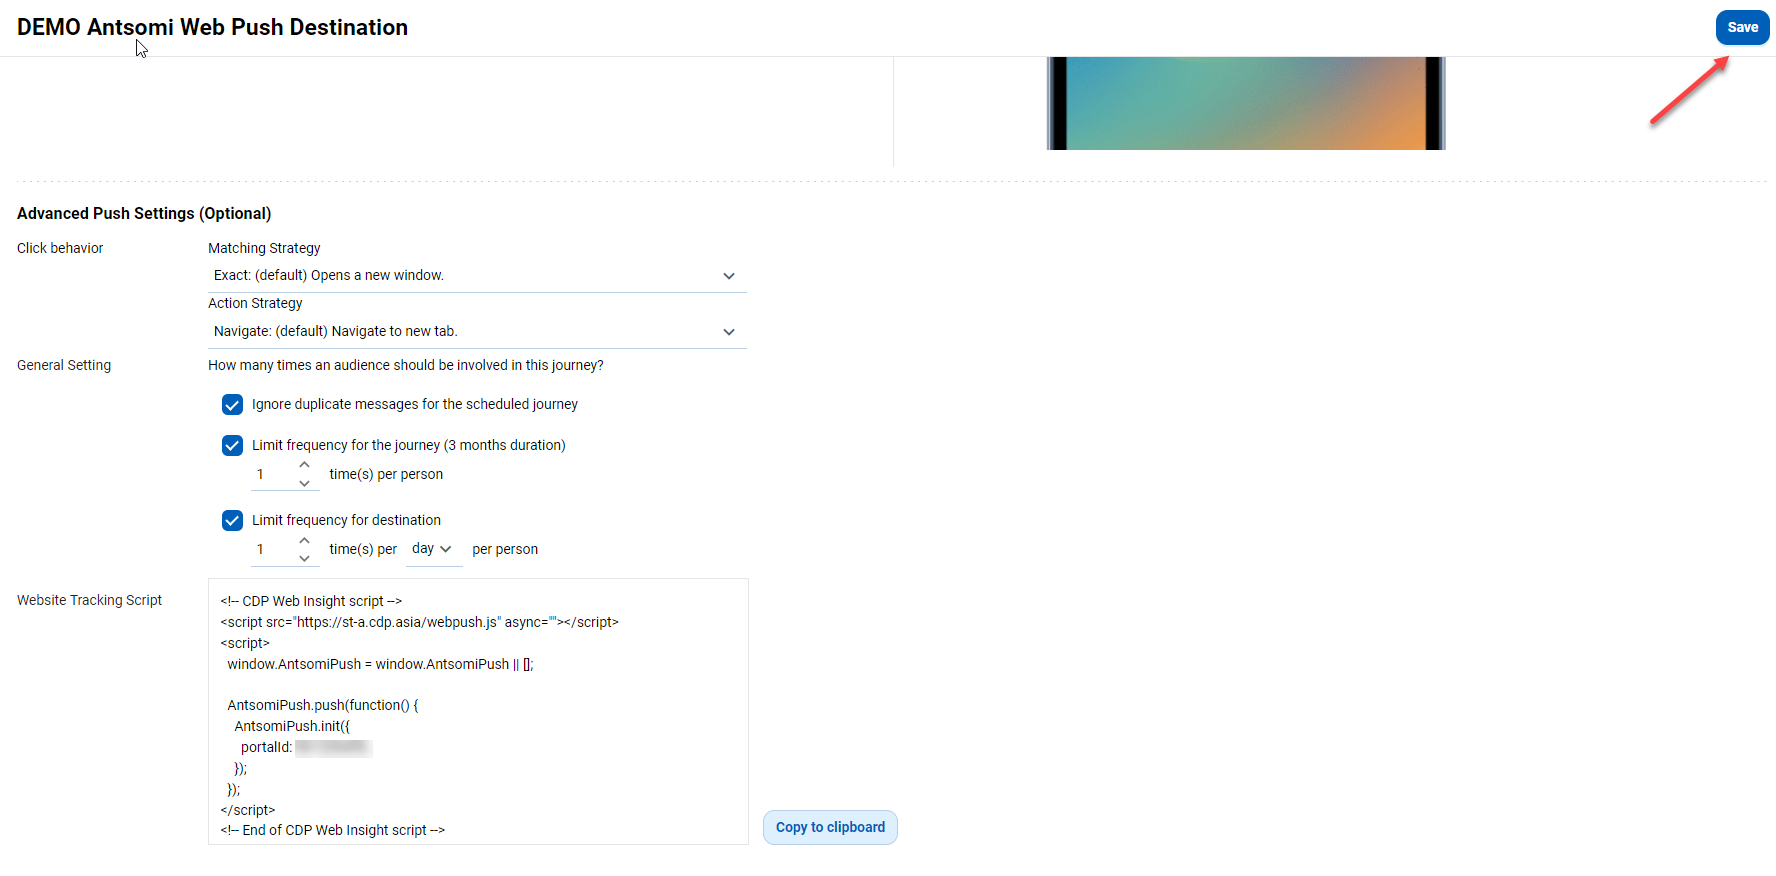 DEMO Antsomi Web Push Destination
Save
Advanced Push Settings (Optional)
Click behavior
Matching Strategy
Exact: (default) Opens a new window.
Action Strategy
Navigate: (default) Navigate to new tab.
General Setting
How many times an audience should be involved in this journey?
Ignore duplicate messages for the scheduled journey
Limit frequency for the journey (3 months duration)
1 time(s) per person
Limit frequency for destination
1 time(s) per day per person
Website Tracking Script
<!-- CDP Web Insight script -->
<script src="https://st-a.cdp.asia/webpush.js" async=""></script>
<script>
window.AntsomiPush = window.AntsomiPush || [];
AntsomiPush.push(function() {
AntsomiPush.init({
portalId:
});
});
</script>
<!-- End of CDP Web Insight script -->
Copy to clipboard